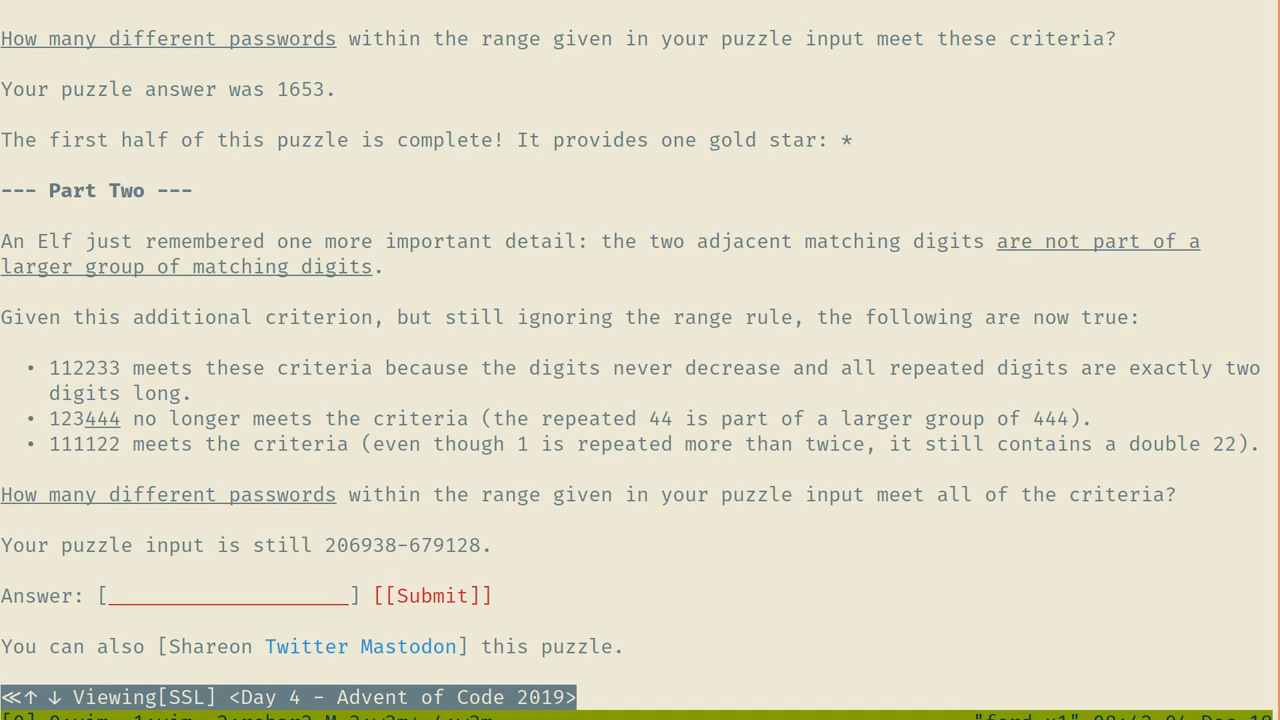 How many different passwords within the range given in your puzzle input meet these criteria?
Your puzzle answer was 1653.
The first half of this puzzle is complete! It provides one gold star: *
--- Part Two ---
An Elf just remembered one more important detail: the two adjacent matching digits are not part of a
larger group of matching digits.
Given this additional criterion, but still ignoring the range rule, the following are now true:
• 112233 meets these criteria because the digits never decrease and all repeated digits are exactly two
digits long.
• 123444 no longer meets the criteria (the repeated 44 is part of a larger group of 444).
• 111122 meets the criteria (even though 1 is repeated more than twice, it still contains a double 22).
How many different passwords within the range given in your puzzle input meet all of the criteria?
Your puzzle input is still 206938-679128.
Answer: [____________________] [[Submit]]
You can also [Shareon Twitter Mastodon] this puzzle.
≪↑ ↓ Viewing[SSL] <Day 4 - Advent of Code 2019>